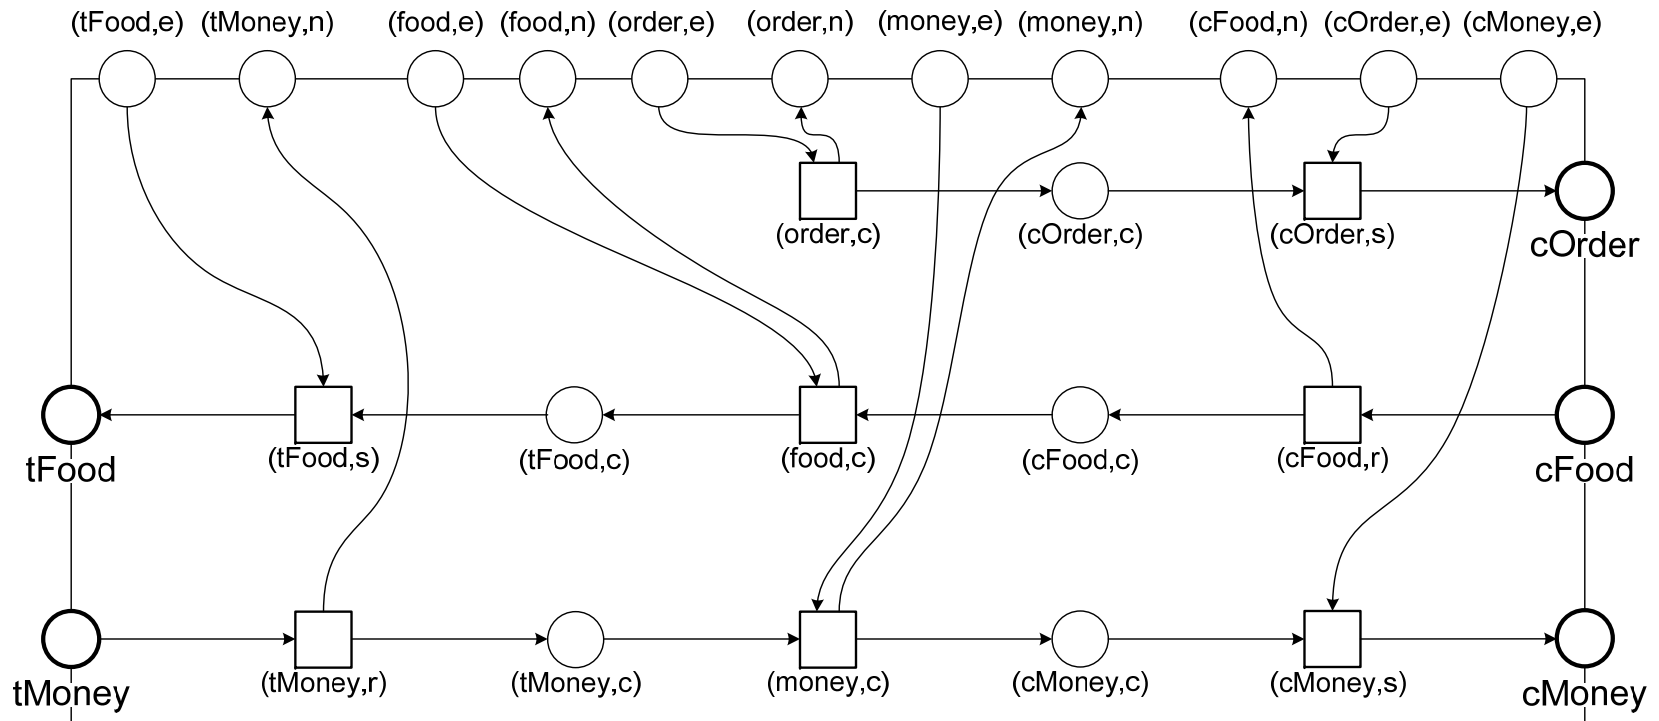 (tFood,e) (tMoney,n) (food,e) (food,n) (order,e) (order,n) (money,e) (money,n) (cFood,n) (cOrder,e) (cMoney,e)
(order,c) (cOrder,c) (cOrder,s) cOrder
tFood (tFood,s) (tFood,c) (food,c) (cFood,c) (cFood,r) cFood
tMoney (tMoney,r) (tMoney,c) (money,c) (cMoney,c) (cMoney,s) cMoney